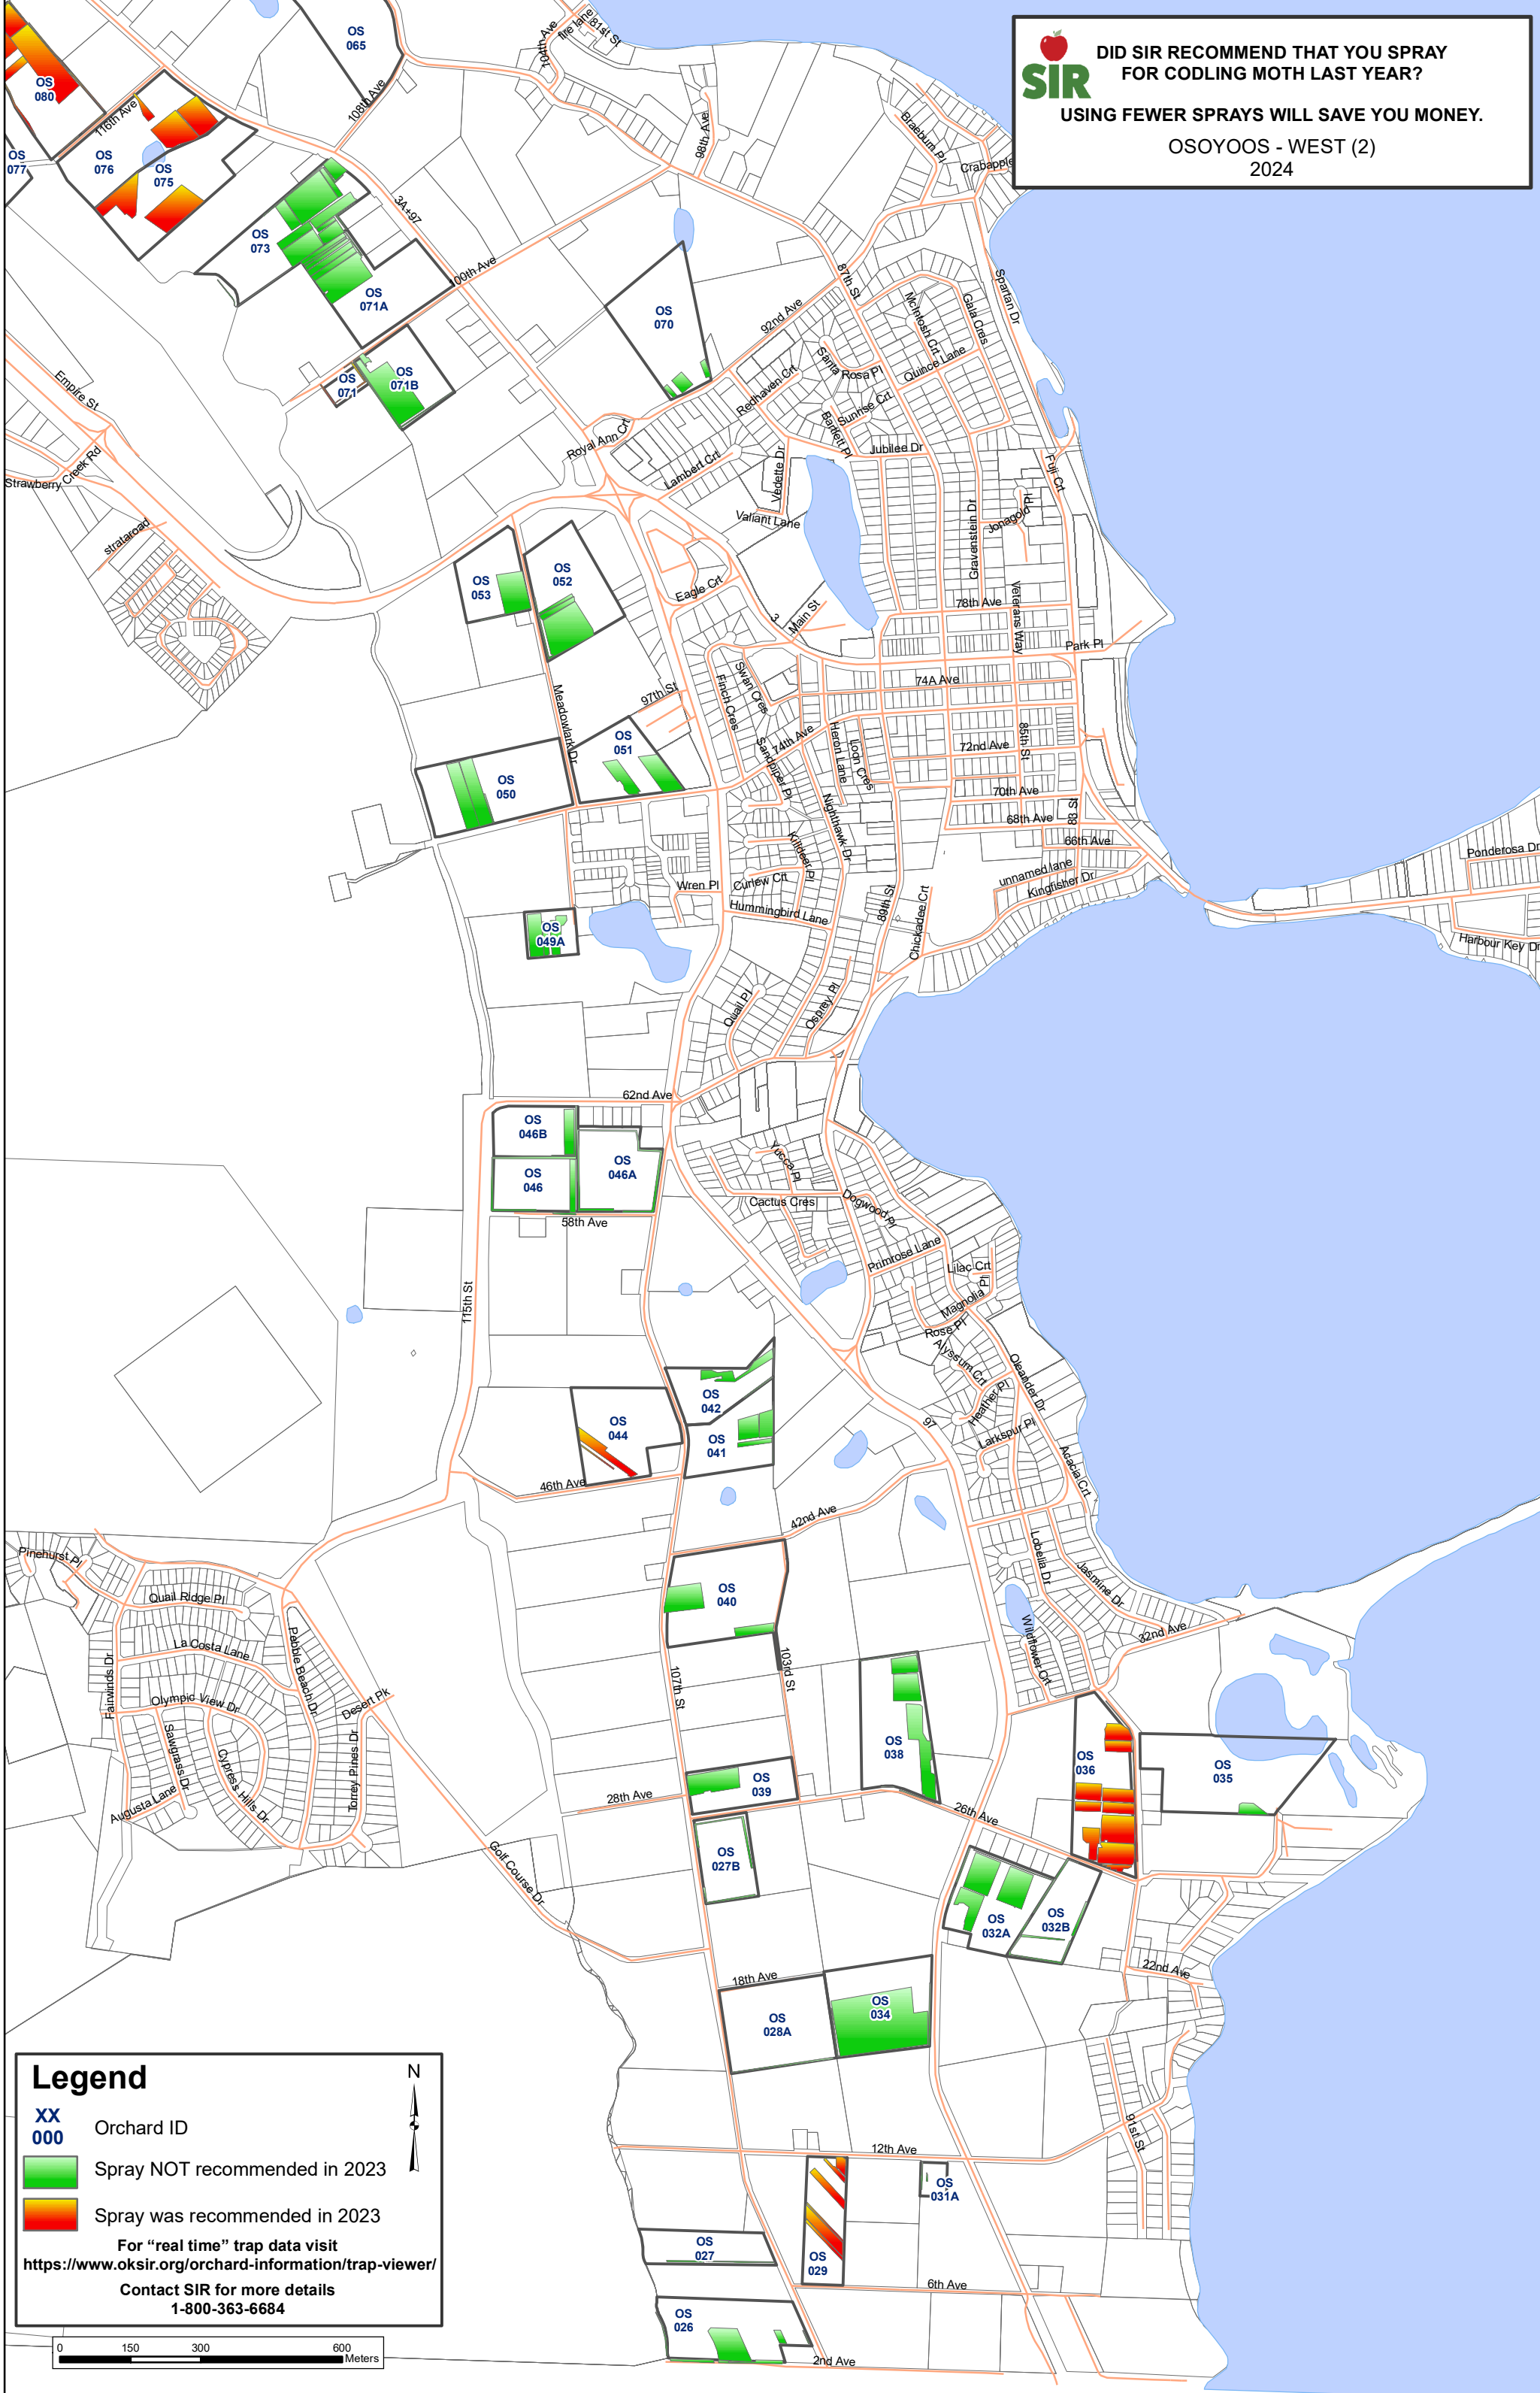 DID SIR RECOMMEND THAT YOU SPRAY
FOR CODLING MOTH LAST YEAR?
SIR
USING FEWER SPRAYS WILL SAVE YOU MONEY.
OSOYOOS - WEST (2)
2024
OS
065
104th Ave
fire lane
81st St
OS
080
116th Ave
108th Ave
98th Ave
Braeburn Pl
Crabapple
OS
077
OS
076
OS
075
3A+97
OS
073
00th Ave
OS
071A
OS
070
87th St
92nd Ave
Spartan Dr
McIntosh Crt
Gala Cres
Santa Rosa Pl
Quince Lane
Empire St
OS
071
OS
071B
Redhaven Crt
Sunrise Crt
Bartlett Pl
Royal Ann Crt
Jubilee Dr
Strawberry Creek Rd
Lambert Crt
Vedette Dr
Fuji Crt
Valiant Lane
Gravenstein Dr
Jonagold Pl
strataroad
OS
053
OS
052
Eagle Crt
3
Main St
78th Ave
Veterans Way
Park Pl
Swan Cres
Finch Cres
74A Ave
97th St
Meadowlark Dr
OS
051
74th Ave
Sandpiper Pl
Heron Lane
Loon Cres
72nd Ave
85th St
OS
050
70th Ave
68th Ave
83 St
66th Ave
Nighthawk Dr
Killdeer Pl
Ponderosa Dr
Wren Pl
Curlew Crt
unnamed lane
Kingfisher Dr
Hummingbird Lane
89th St
Chickadee Crt
OS
049A
Harbour Key Dr
Quail Pl
Osprey Pl
62nd Ave
OS
046B
OS
046A
OS
046
Yucca Pl
Cactus Cres
Dogwood Pl
58th Ave
Primrose Lane
Lilac Crt
115th St
Magnolia Pl
Rose Pl
Alyssum Crt
Oleander Dr
Heather Pl
OS
042
OS
044
OS
041
97
Larkspur Pl
Acacia Crt
46th Ave
42nd Ave
Lobelia Dr
Jasmine Dr
Pinehurst Pl
Quail Ridge Pl
OS
040
Wildflower Crt
32nd Ave
La Costa Lane
Pebble Beach Dr
Fairwinds Dr
107th St
103rd St
Olympic View Dr
Desert Pk
Sawgrass Dr
Cypress Hills Dr
Torrey Pines Dr
OS
038
OS
036
OS
035
OS
039
28th Ave
26th Ave
Augusta Lane
Golf Course Dr
OS
027B
OS
032A
OS
032B
22nd Ave
18th Ave
OS
028A
OS
034
91st St
12th Ave
OS
031A
OS
027
OS
029
6th Ave
OS
026
2nd Ave
Legend
N
XX
000
Orchard ID
Spray NOT recommended in 2023
Spray was recommended in 2023
For “real time” trap data visit
https://www.oksir.org/orchard-information/trap-viewer/
Contact SIR for more details
1-800-363-6684
0 150 300 600
Meters